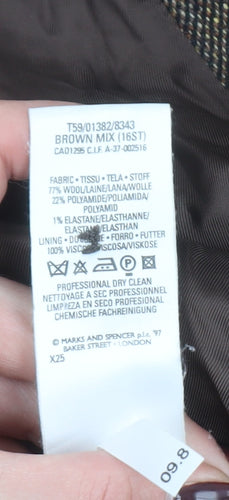 T59/01382/8343
BROWN MIX (16ST)
CAD1295 C.I.F. A-37-002516
FABRIC • TISSU • TELA • STOFF
77% WOOL/LAINE/LANA/WOLLE
22% POLYAMIDE/POLIAMIDA/
POLYAMID
1% ELASTANE/ELASTHANNE/
ELASTANO/ELASTHAN
LINING • DOUBLURE • FORRO • FUTTER
100% VISCOSE/VISCOSA/VISKOSE
P
PROFESSIONAL DRY CLEAN
NETTOYAGE A SEC PROFESSIONNEL
LIMPIEZA EN SECO PROFESIONAL
CHEMISCHE FACHREINIGUNG
© MARKS AND SPENCER p.l.c. '97
BAKER STREET • LONDON
X25
09.8